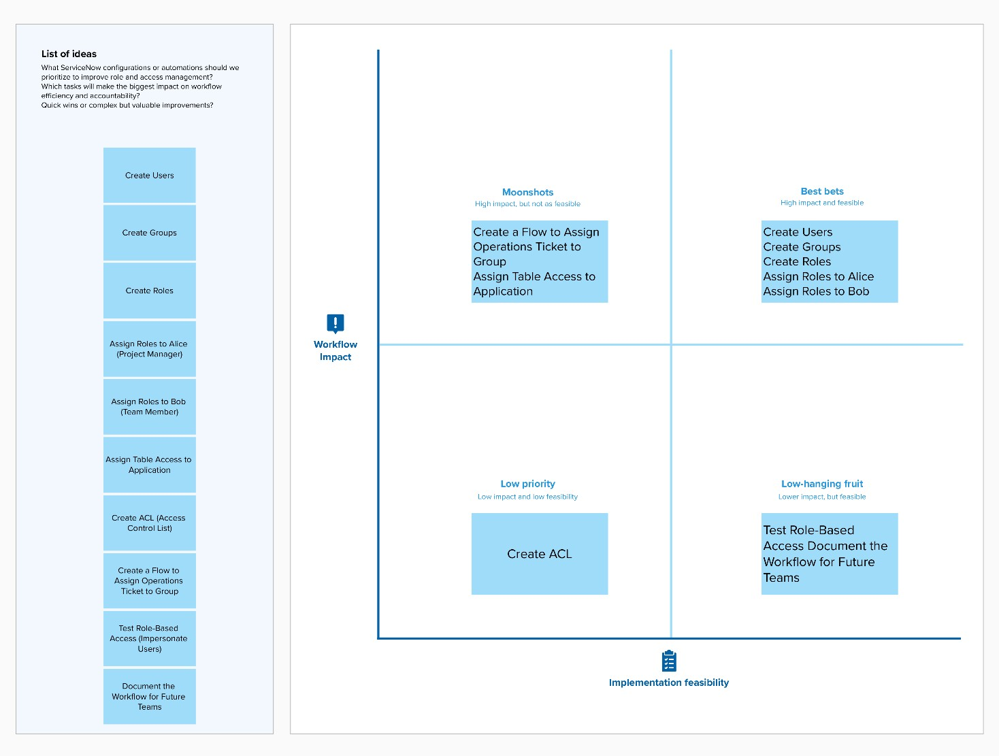 List of ideas
What ServiceNow configurations or automations should we
prioritize to improve role and access management?
Which tasks will make the biggest impact on workflow
efficiency and accountability?
Quick wins or complex but valuable improvements?
Create Users
Create Groups
Create Roles
Assign Roles to Alice
(Project Manager)
Assign Roles to Bob
(Team Member)
Assign Table Access to
Application
Create ACL (Access
Control List)
Create a Flow to
Assign Operations
Ticket to Group
Test Role-Based
Access (Impersonate
Users)
Document the
Workflow for Future
Teams
Workflow
Impact
Moonshots
High impact, but not as feasible
Create a Flow to Assign
Operations Ticket to
Group
Assign Table Access to
Application
Best bets
High impact and feasible
Create Users
Create Groups
Create Roles
Assign Roles to Alice
Assign Roles to Bob
Low priority
Low impact and low feasibility
Create ACL
Low-hanging fruit
Lower impact, but feasible
Test Role-Based
Access Document the
Workflow for Future
Teams
Implementation feasibility